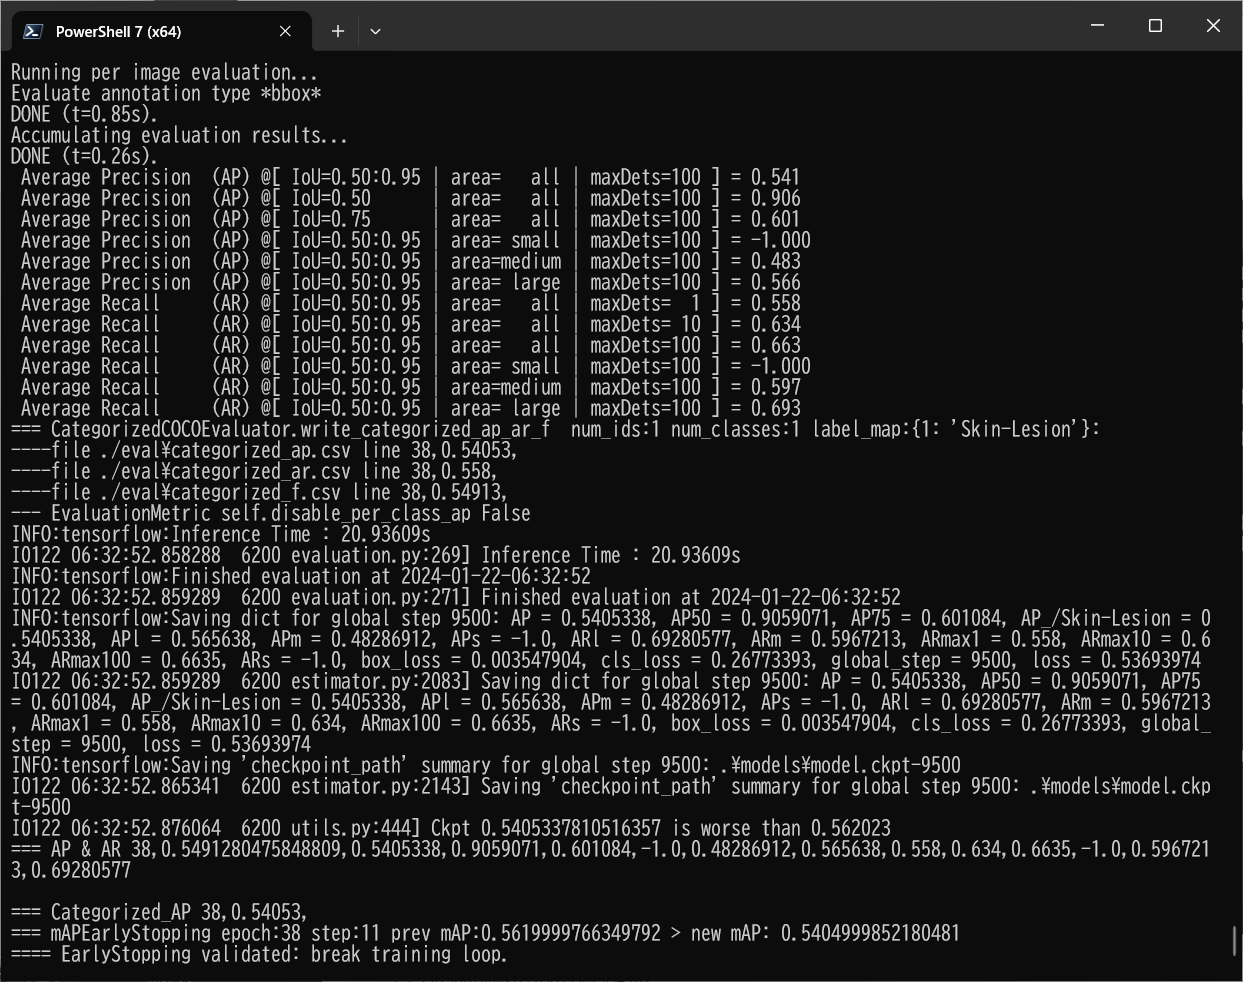 PowerShell 7 (x64)
Running per image evaluation...
Evaluate annotation type *bbox*
DONE (t=0.85s).
Accumulating evaluation results...
DONE (t=0.26s).
 Average Precision  (AP) @[ IoU=0.50:0.95 | area=   all | maxDets=100 ] = 0.541
 Average Precision  (AP) @[ IoU=0.50      | area=   all | maxDets=100 ] = 0.906
 Average Precision  (AP) @[ IoU=0.75      | area=   all | maxDets=100 ] = 0.601
 Average Precision  (AP) @[ IoU=0.50:0.95 | area= small | maxDets=100 ] = -1.000
 Average Precision  (AP) @[ IoU=0.50:0.95 | area=medium | maxDets=100 ] = 0.483
 Average Precision  (AP) @[ IoU=0.50:0.95 | area= large | maxDets=100 ] = 0.566
 Average Recall     (AR) @[ IoU=0.50:0.95 | area=   all | maxDets=  1 ] = 0.558
 Average Recall     (AR) @[ IoU=0.50:0.95 | area=   all | maxDets= 10 ] = 0.634
 Average Recall     (AR) @[ IoU=0.50:0.95 | area=   all | maxDets=100 ] = 0.663
 Average Recall     (AR) @[ IoU=0.50:0.95 | area= small | maxDets=100 ] = -1.000
 Average Recall     (AR) @[ IoU=0.50:0.95 | area=medium | maxDets=100 ] = 0.597
 Average Recall     (AR) @[ IoU=0.50:0.95 | area= large | maxDets=100 ] = 0.693
=== CategorizedCOCOEvaluator.write_categorized_ap_ar_f  num_ids:1 num_classes:1 label_map:{1: 'Skin-Lesion'}:
----file ./eval¥categorized_ap.csv line 38,0.54053,
----file ./eval¥categorized_ar.csv line 38,0.558,
----file ./eval¥categorized_f.csv line 38,0.54913,
--- EvaluationMetric self.disable_per_class_ap False
INFO:tensorflow:Inference Time : 20.93609s
I0122 06:32:52.858288  6200 evaluation.py:269] Inference Time : 20.93609s
INFO:tensorflow:Finished evaluation at 2024-01-22-06:32:52
I0122 06:32:52.859289  6200 evaluation.py:271] Finished evaluation at 2024-01-22-06:32:52
INFO:tensorflow:Saving dict for global step 9500: AP = 0.5405338, AP50 = 0.9059071, AP75 = 0.601084, AP_/Skin-Lesion = 0
.5405338, APl = 0.565638, APm = 0.48286912, APs = -1.0, ARl = 0.69280577, ARm = 0.5967213, ARmax1 = 0.558, ARmax10 = 0.6
34, ARmax100 = 0.6635, ARs = -1.0, box_loss = 0.003547904, cls_loss = 0.26773393, global_step = 9500, loss = 0.53693974
I0122 06:32:52.859289  6200 estimator.py:2083] Saving dict for global step 9500: AP = 0.5405338, AP50 = 0.9059071, AP75
= 0.601084, AP_/Skin-Lesion = 0.5405338, APl = 0.565638, APm = 0.48286912, APs = -1.0, ARl = 0.69280577, ARm = 0.5967213
, ARmax1 = 0.558, ARmax10 = 0.634, ARmax100 = 0.6635, ARs = -1.0, box_loss = 0.003547904, cls_loss = 0.26773393, global_
step = 9500, loss = 0.53693974
INFO:tensorflow:Saving 'checkpoint_path' summary for global step 9500: .¥models¥model.ckpt-9500
I0122 06:32:52.865341  6200 estimator.py:2143] Saving 'checkpoint_path' summary for global step 9500: .¥models¥model.ckp
t-9500
I0122 06:32:52.876064  6200 utils.py:444] Ckpt 0.5405337810516357 is worse than 0.562023
=== AP & AR 38,0.5491280475848809,0.5405338,0.9059071,0.601084,-1.0,0.48286912,0.565638,0.558,0.634,0.6635,-1.0,0.596721
3,0.69280577
=== Categorized_AP 38,0.54053,
=== mAPEarlyStopping epoch:38 step:11 prev mAP:0.5619999766349792 > new mAP: 0.5404999852180481
==== EarlyStopping validated: break training loop.